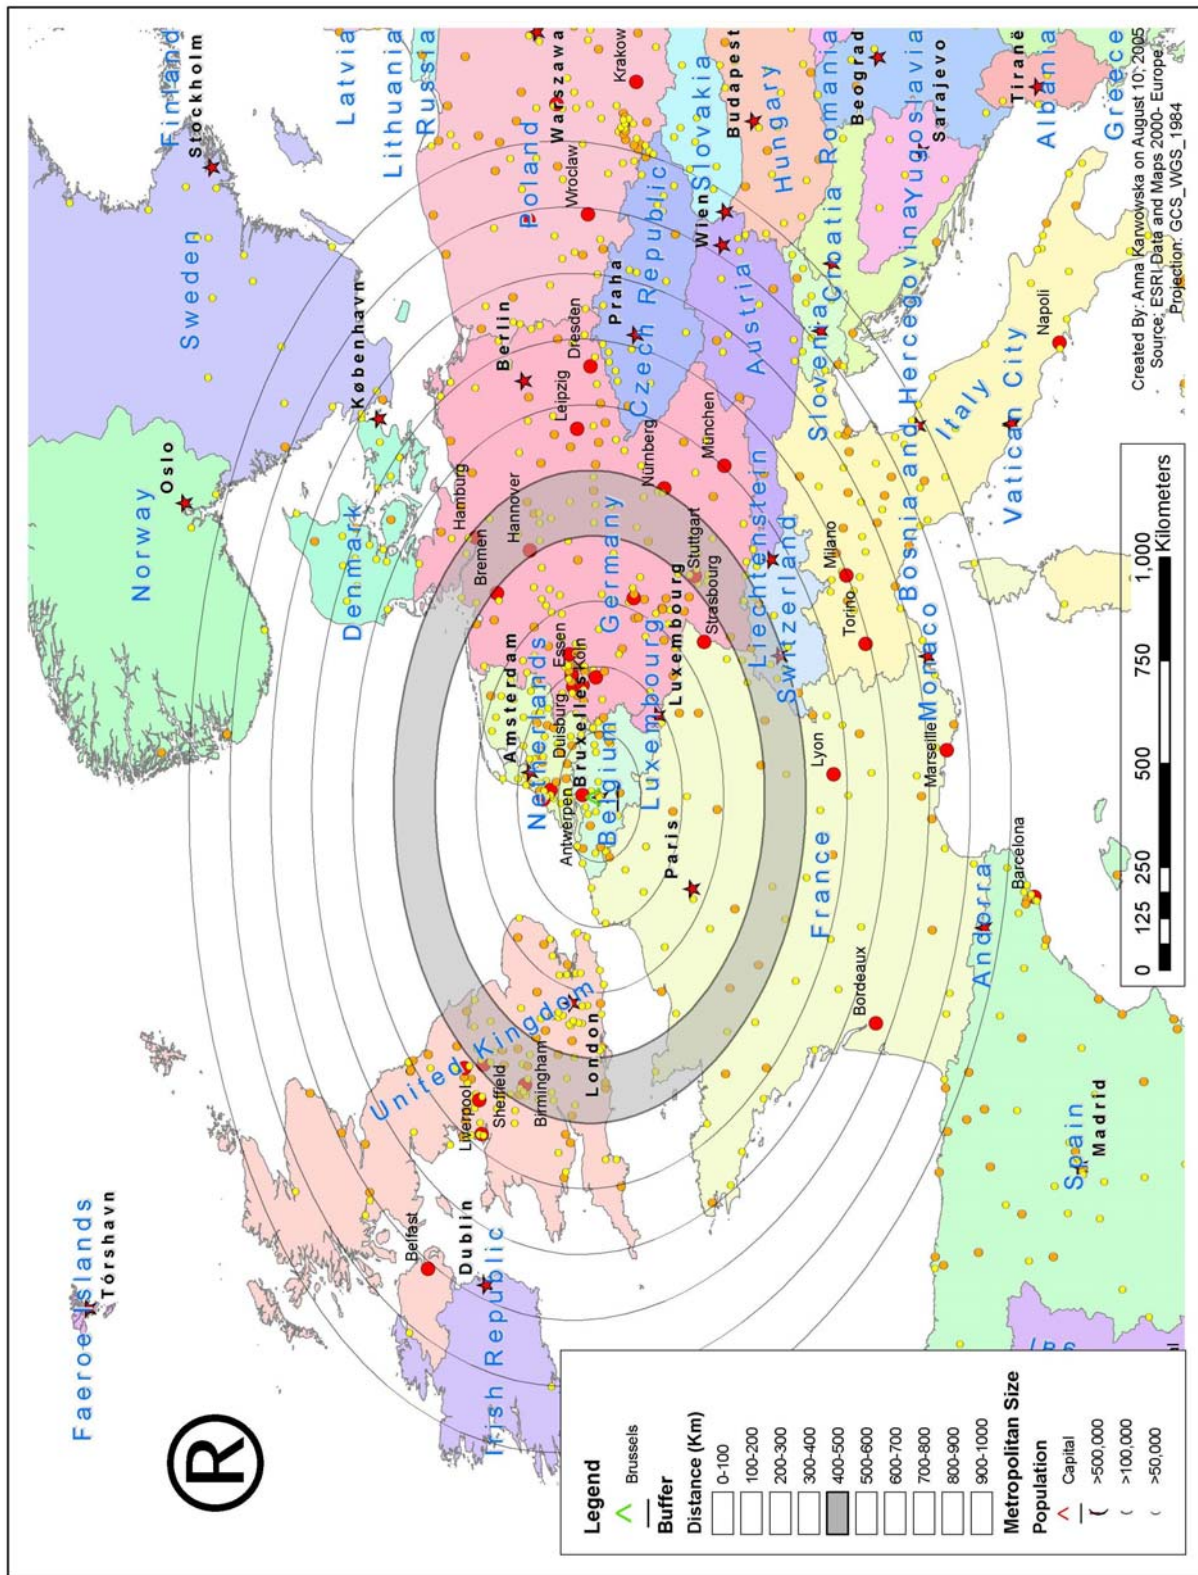 Faeroe Islands
Tórshavn
Norway
Oslo
Sweden
Finland
Stockholm
Latvia
Lithuania
Russia
Denmark
København
Belfast
Dublin
Irish Republic
United Kingdom
Liverpool
Sheffield
Birmingham
London
Amsterdam
Netherlands
Duisburg
Essen
Köln
Bruxelles
Antwerpen
Belgium
Luxembourg
Luxembourg
Bremen
Hamburg
Hannover
Berlin
Leipzig
Dresden
Germany
Nürnberg
Stuttgart
Strasbourg
München
Poland
Warszawa
Wroclaw
Krakow
Praha
Czech Republic
Slovakia
Wien
Austria
Budapest
Hungary
Liechtenstein
Switzerland
Slovenia
Croatia
Romania
Beograd
Yugoslavia
Sarajevo
Bosnia and Hercegovina
Tiranë
Albania
Greece
Paris
France
Lyon
Bordeaux
Torino
Milano
Monaco
Marseille
Italy
Vatican City
Napoli
Andorra
Barcelona
Spain
Madrid
®
Legend
Brussels
Buffer
Distance (Km)
0-100
100-200
200-300
300-400
400-500
500-600
600-700
700-800
800-900
900-1000
Metropolitan Size
Population
Capital
>500,000
>100,000
>50,000
0 125 250 500 750 1,000
Kilometers
Created By: Anna Karwowska on August 10, 2005
Source: ESRI Data and Maps 2000- Europe
Projection: GCS_WGS_1984